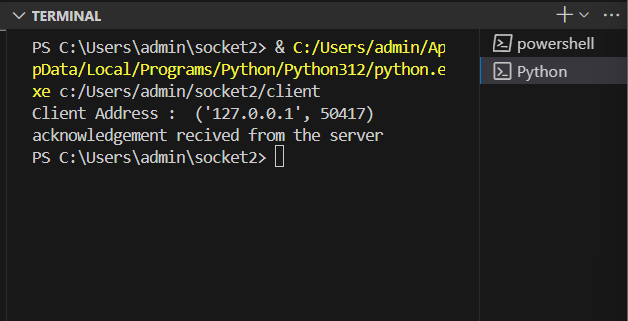 TERMINAL
PS C:\Users\admin\socket2> & C:/Users/admin/Ap
pData/Local/Programs/Python/Python312/python.e
xe c:/Users/admin/socket2/client
Client Address :  ('127.0.0.1', 50417)
acknowledgement recived from the server
PS C:\Users\admin\socket2>
powershell
Python